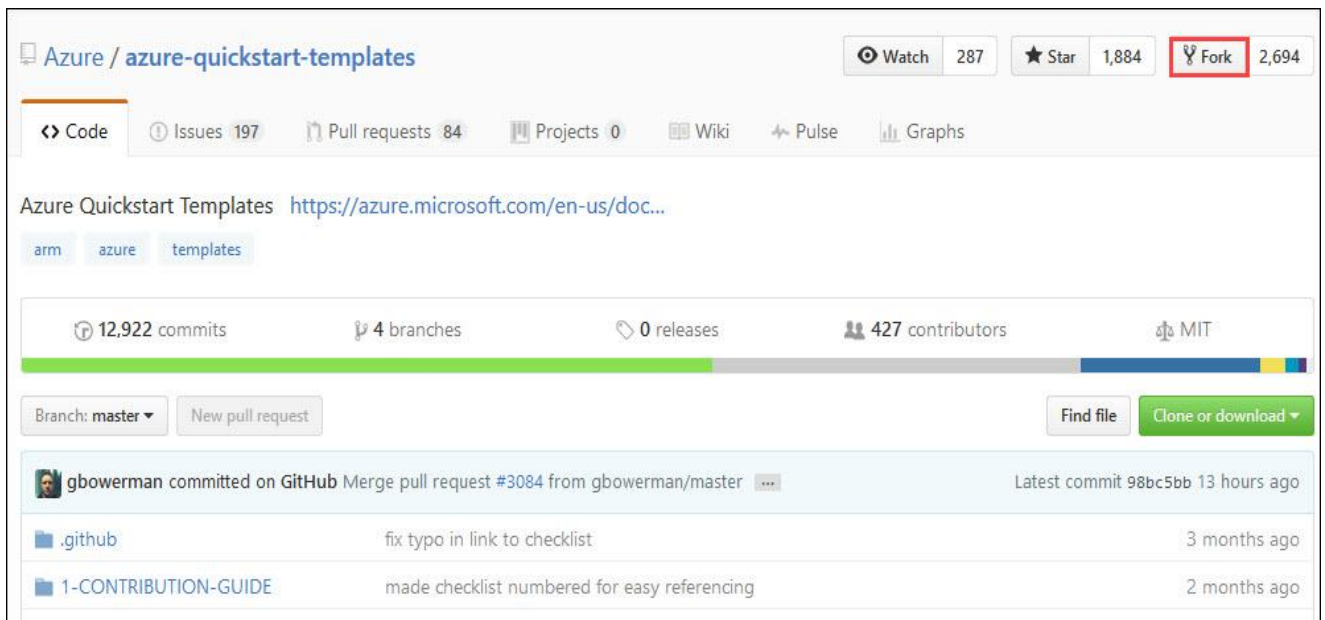 Azure / azure-quickstart-templates Watch 287 Star 1,884 Fork 2,694
Code Issues 197 Pull requests 84 Projects 0 Wiki Pulse Graphs
Azure Quickstart Templates https://azure.microsoft.com/en-us/doc...
arm azure templates
12,922 commits 4 branches 0 releases 427 contributors MIT
Branch: master New pull request Find file Clone or download
gbowerman committed on GitHub Merge pull request #3084 from gbowerman/master ... Latest commit 98bc5bb 13 hours ago
.github fix typo in link to checklist 3 months ago
1-CONTRIBUTION-GUIDE made checklist numbered for easy referencing 2 months ago